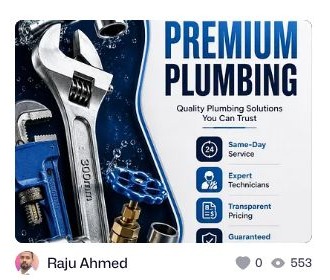 PREMIUM
PLUMBING
Quality Plumbing Solutions
You Can Trust
24
Same-Day
Service
Expert
Technicians
$
Transparent
Pricing
Guaranteed
300mm
Raju Ahmed
0
553